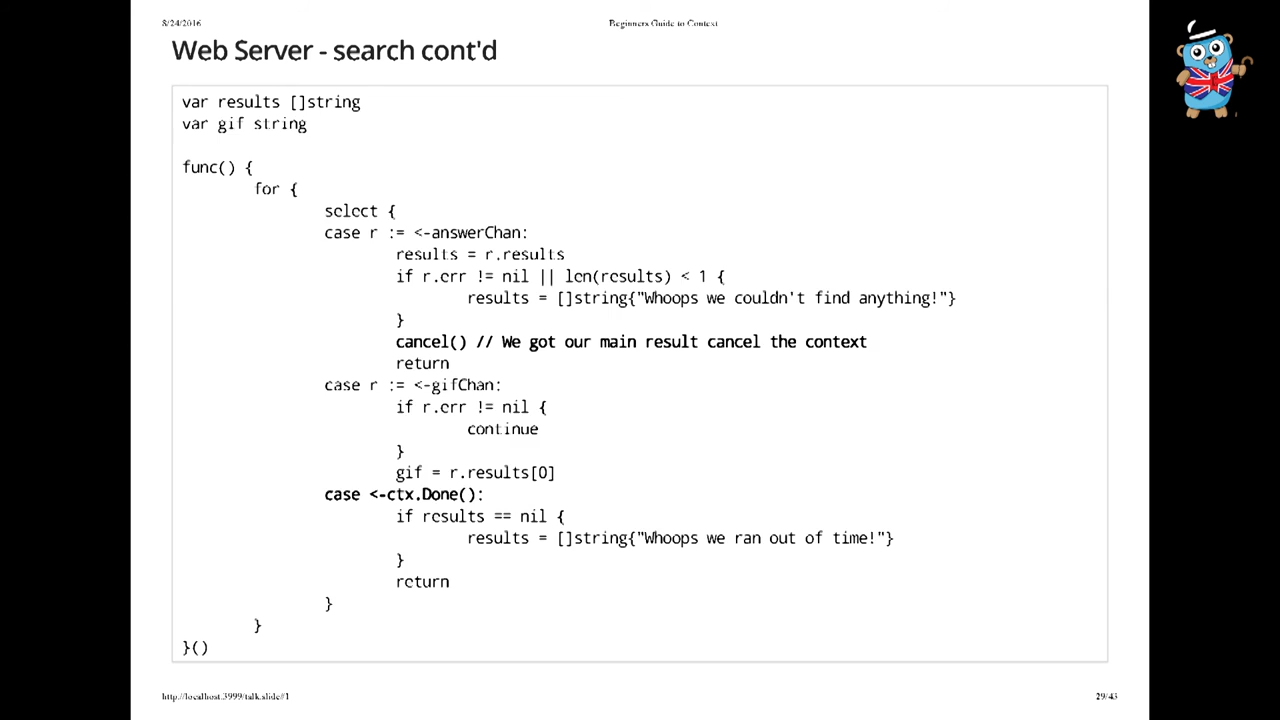 8/24/2016
Beginners Guide to Context
Web Server - search cont'd
var results []string
var gif string
func() {
for {
select {
case r := <-answerChan:
results = r.results
if r.err != nil || len(results) < 1 {
results = []string{"Whoops we couldn't find anything!"}
}
cancel() // We got our main result cancel the context
return
case r := <-gifChan:
if r.err != nil {
continue
}
gif = r.results[0]
case <-ctx.Done():
if results == nil {
results = []string{"Whoops we ran out of time!"}
}
return
}
}
}()
http://localhost:3999/talk.slide#1
29/43